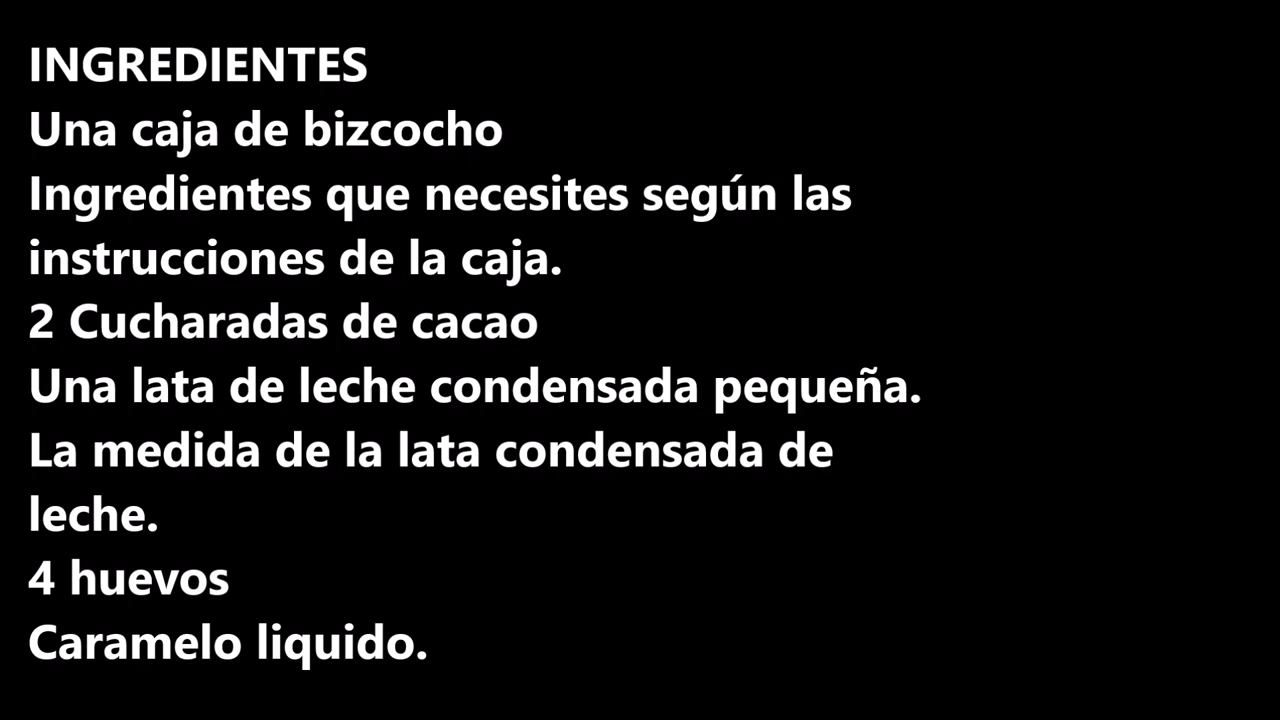 INGREDIENTES
Una caja de bizcocho
Ingredientes que necesites según las
instrucciones de la caja.
2 Cucharadas de cacao
Una lata de leche condensada pequeña.
La medida de la lata condensada de
leche.
4 huevos
Caramelo liquido.